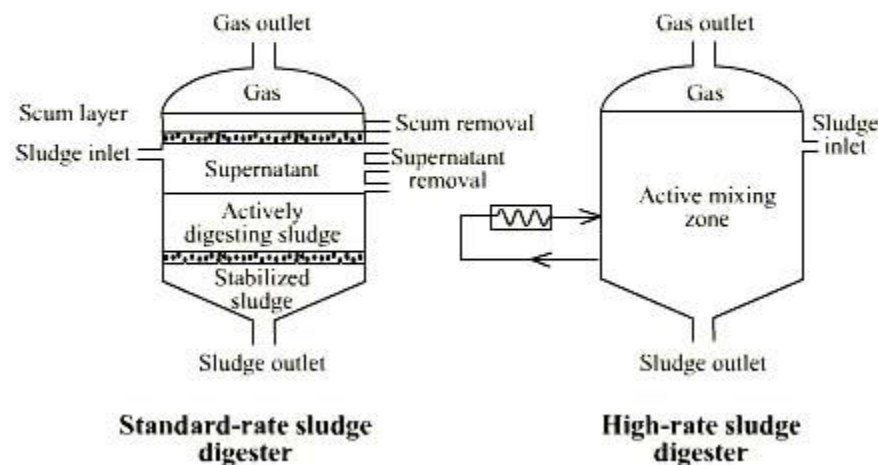 Gas outlet
Gas
Scum layer
Scum removal
Sludge inlet
Supernatant
Supernatant
removal
Actively
digesting sludge
Stabilized
sludge
Sludge outlet
Standard-rate sludge
digester
Gas outlet
Gas
Sludge
inlet
Active mixing
zone
Sludge outlet
High-rate sludge
digester